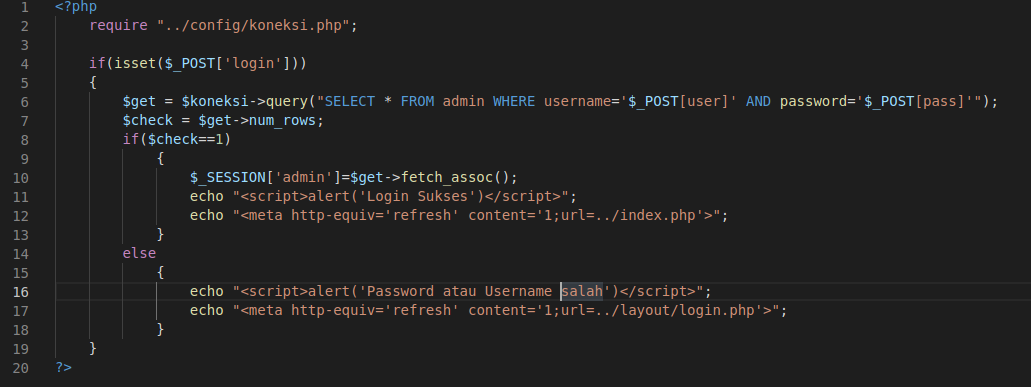 1 <?php
2 require "../config/koneksi.php";
3
4 if(isset($_POST['login']))
5 {
6 $get = $koneksi->query("SELECT * FROM admin WHERE username='$_POST[user]' AND password='$_POST[pass]'");
7 $check = $get->num_rows;
8 if($check==1)
9 {
10 $_SESSION['admin']=$get->fetch_assoc();
11 echo "<script>alert('Login Sukses')</script>";
12 echo "<meta http-equiv='refresh' content='1;url=../index.php'>";
13 }
14 else
15 {
16 echo "<script>alert('Password atau Username salah')</script>";
17 echo "<meta http-equiv='refresh' content='1;url=../layout/login.php'>";
18 }
19 }
20 ?>